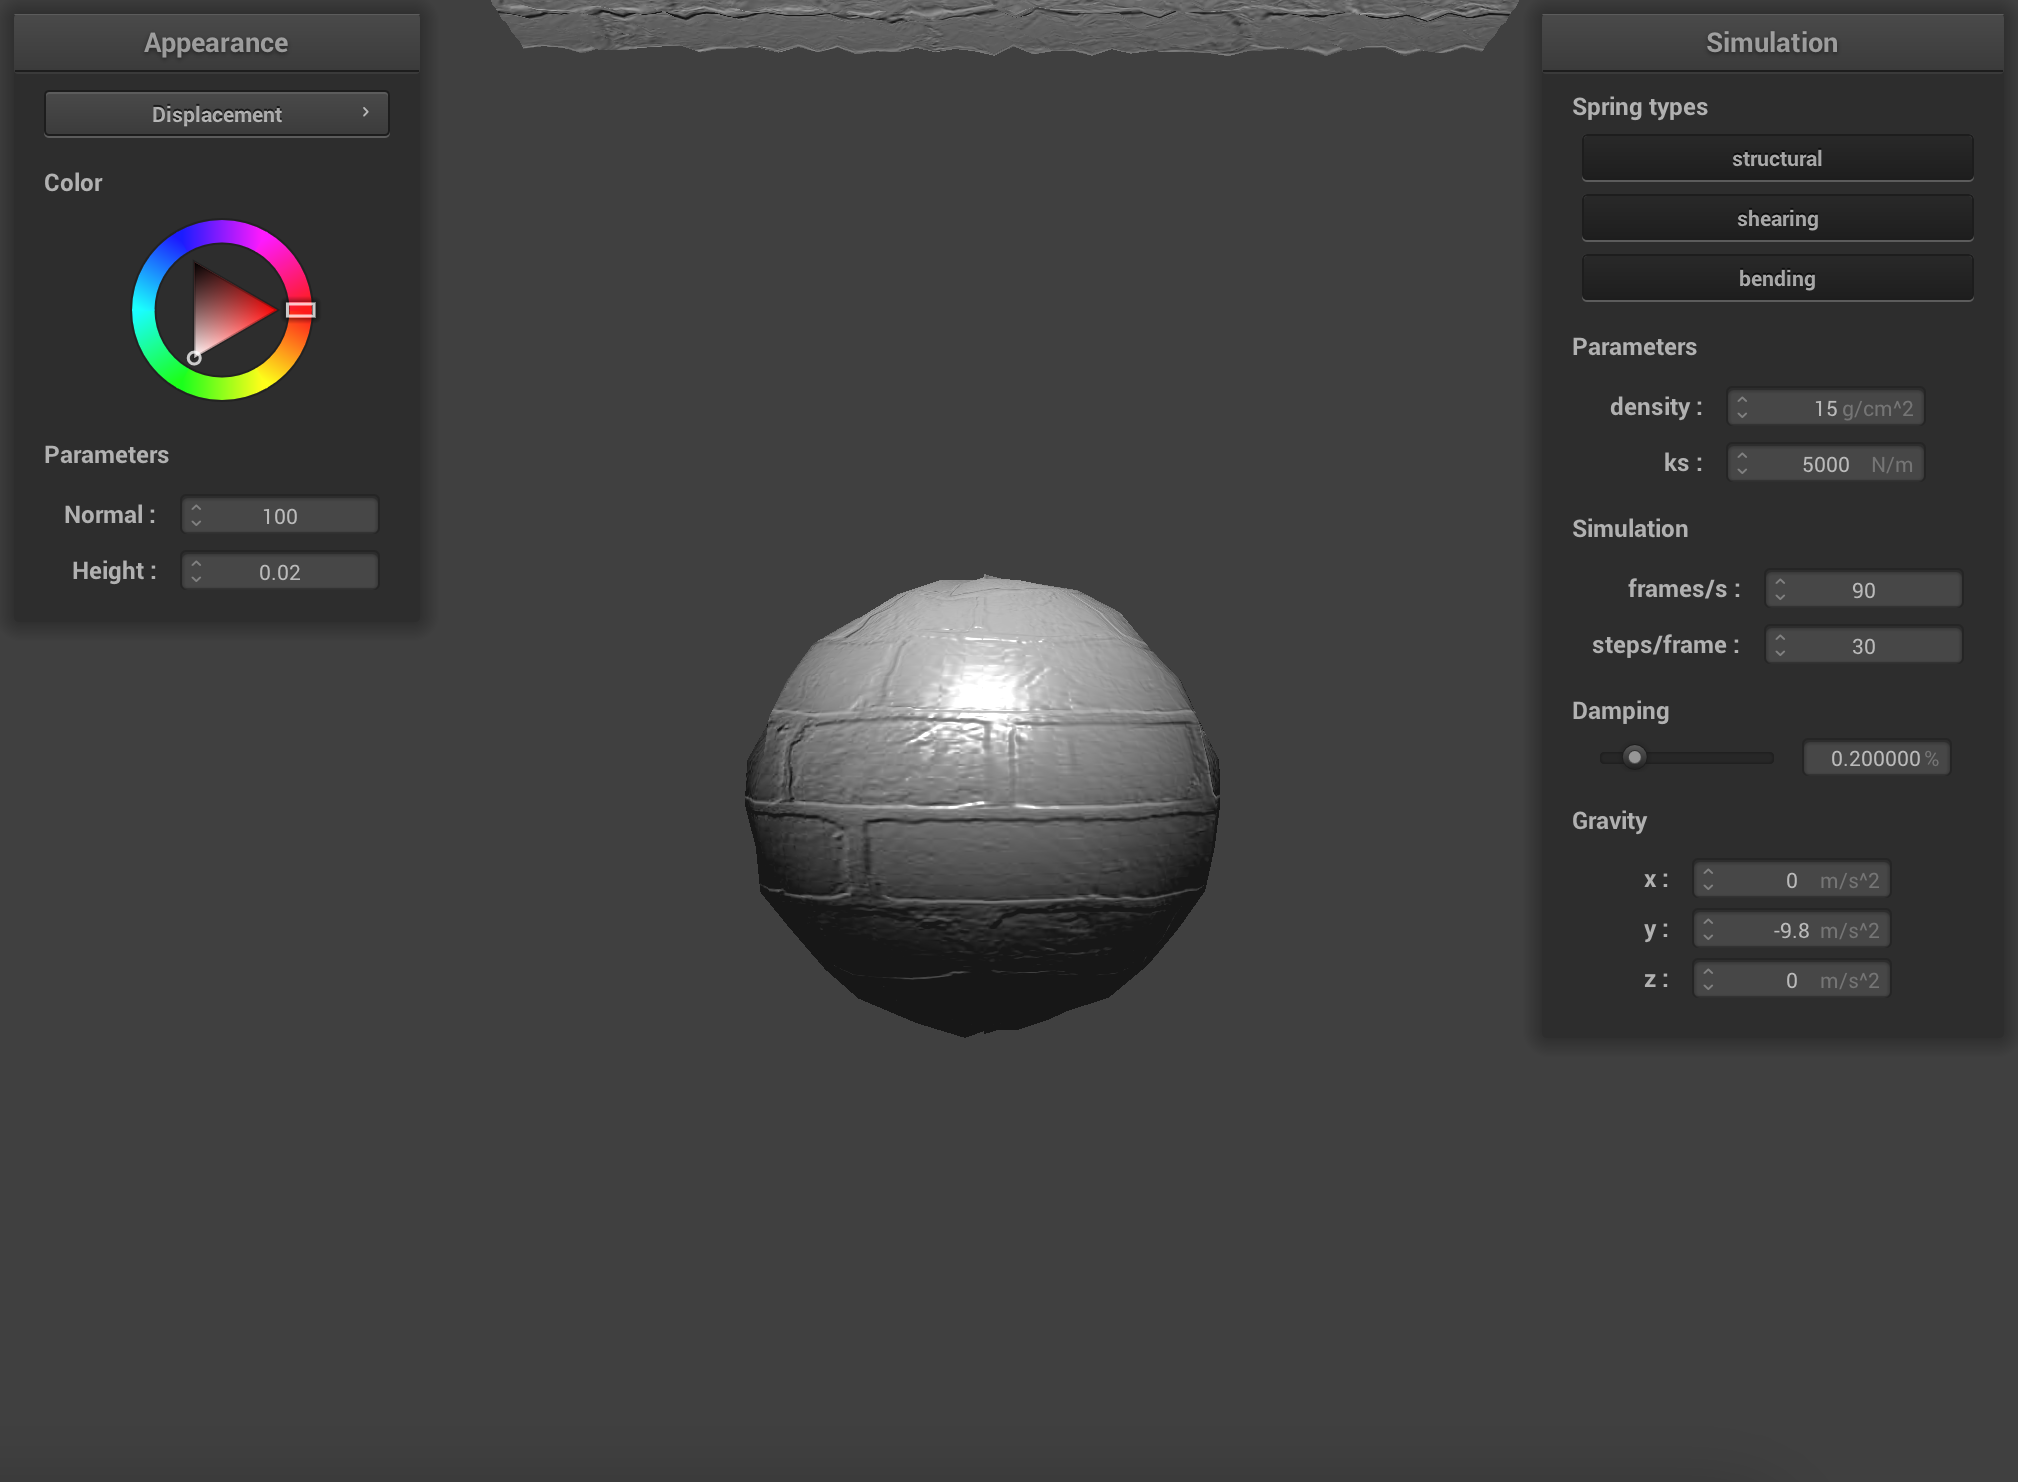 Appearance
Displacement
Color
Parameters
Normal : 100
Height : 0.02
Simulation
Spring types
structural
shearing
bending
Parameters
density : 15 g/cm^2
ks : 5000 N/m
Simulation
frames/s : 90
steps/frame : 30
Damping
0.200000 %
Gravity
x : 0 m/s^2
y : -9.8 m/s^2
z : 0 m/s^2